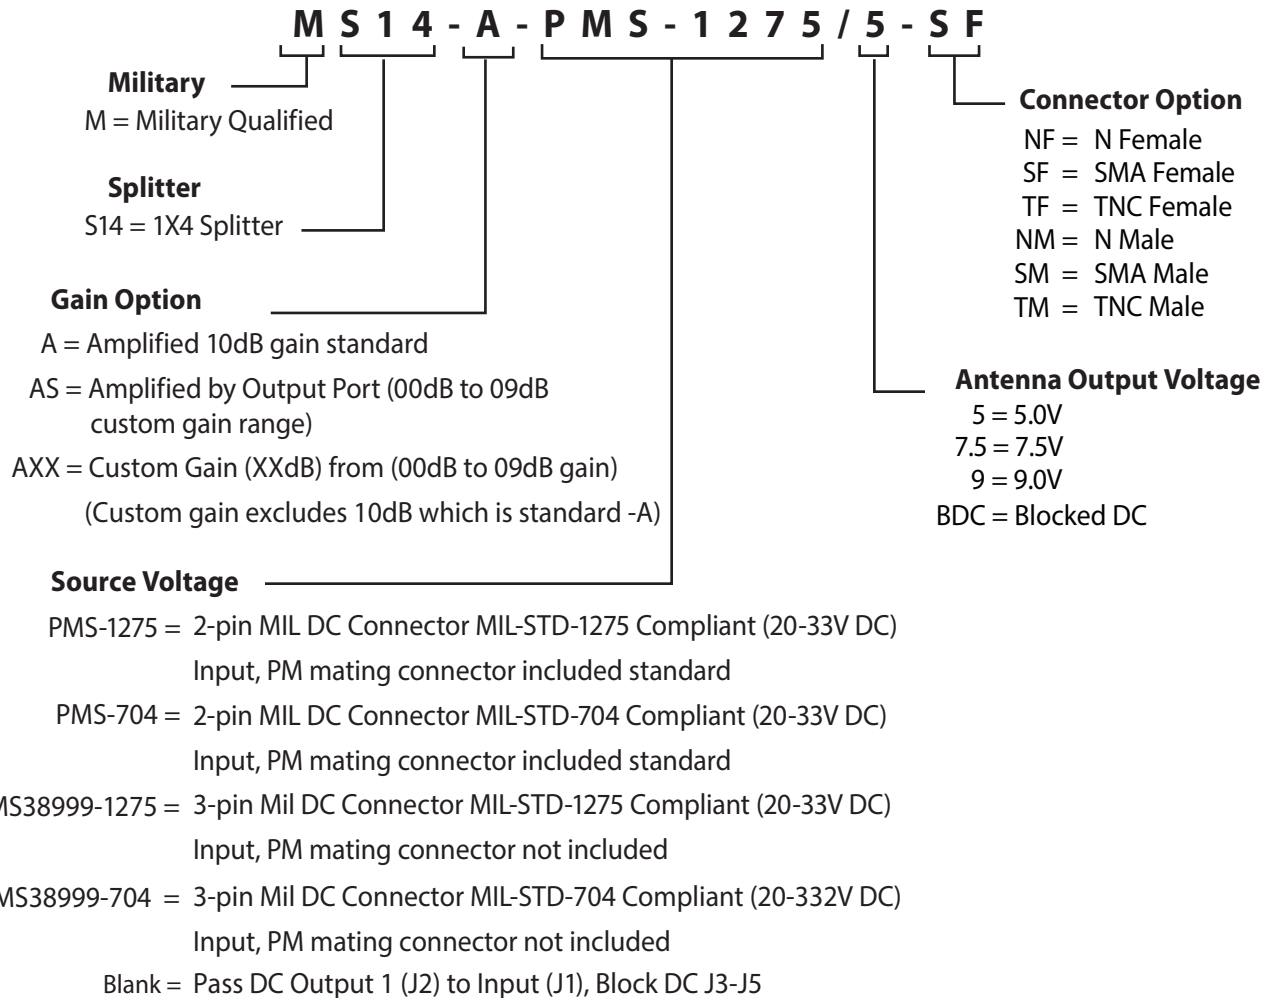 M S 1 4 - A - P M S - 1 2 7 5 / 5 - S F
Military
M = Military Qualified
Splitter
S14 = 1X4 Splitter
Gain Option
A = Amplified 10dB gain standard
AS = Amplified by Output Port (00dB to 09dB
custom gain range)
AXX = Custom Gain (XXdB) from (00dB to 09dB gain)
(Custom gain excludes 10dB which is standard -A)
Source Voltage
PMS-1275 = 2-pin MIL DC Connector MIL-STD-1275 Compliant (20-33V DC)
Input, PM mating connector included standard
PMS-704 = 2-pin MIL DC Connector MIL-STD-704 Compliant (20-33V DC)
Input, PM mating connector included standard
MS38999-1275 = 3-pin Mil DC Connector MIL-STD-1275 Compliant (20-33V DC)
Input, PM mating connector not included
MS38999-704 = 3-pin Mil DC Connector MIL-STD-704 Compliant (20-332V DC)
Input, PM mating connector not included
Blank = Pass DC Output 1 (J2) to Input (J1), Block DC J3-J5
Connector Option
NF = N Female
SF = SMA Female
TF = TNC Female
NM = N Male
SM = SMA Male
TM = TNC Male
Antenna Output Voltage
5 = 5.0V
7.5 = 7.5V
9 = 9.0V
BDC = Blocked DC